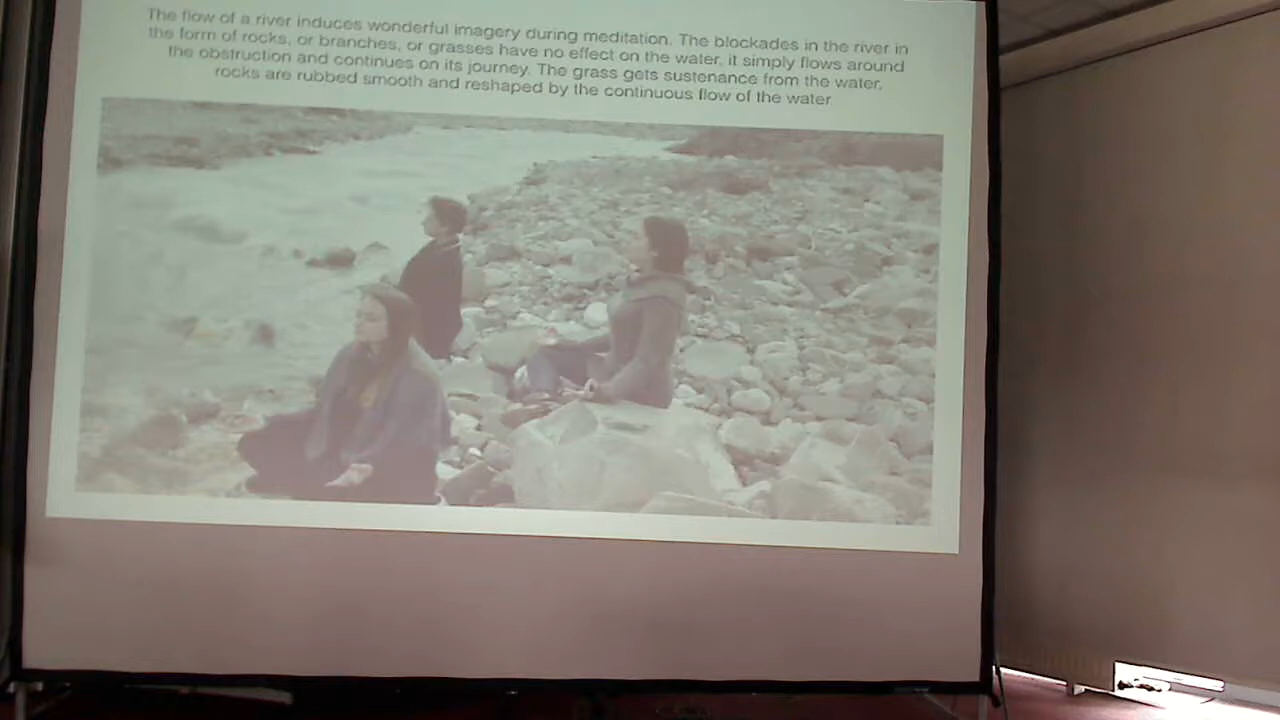 The flow of a river induces wonderful imagery during meditation. The blockades in the river in
the form of rocks, or branches, or grasses have no effect on the water, it simply flows around
the obstruction and continues on its journey. The grass gets sustenance from the water,
rocks are rubbed smooth and reshaped by the continuous flow of the water